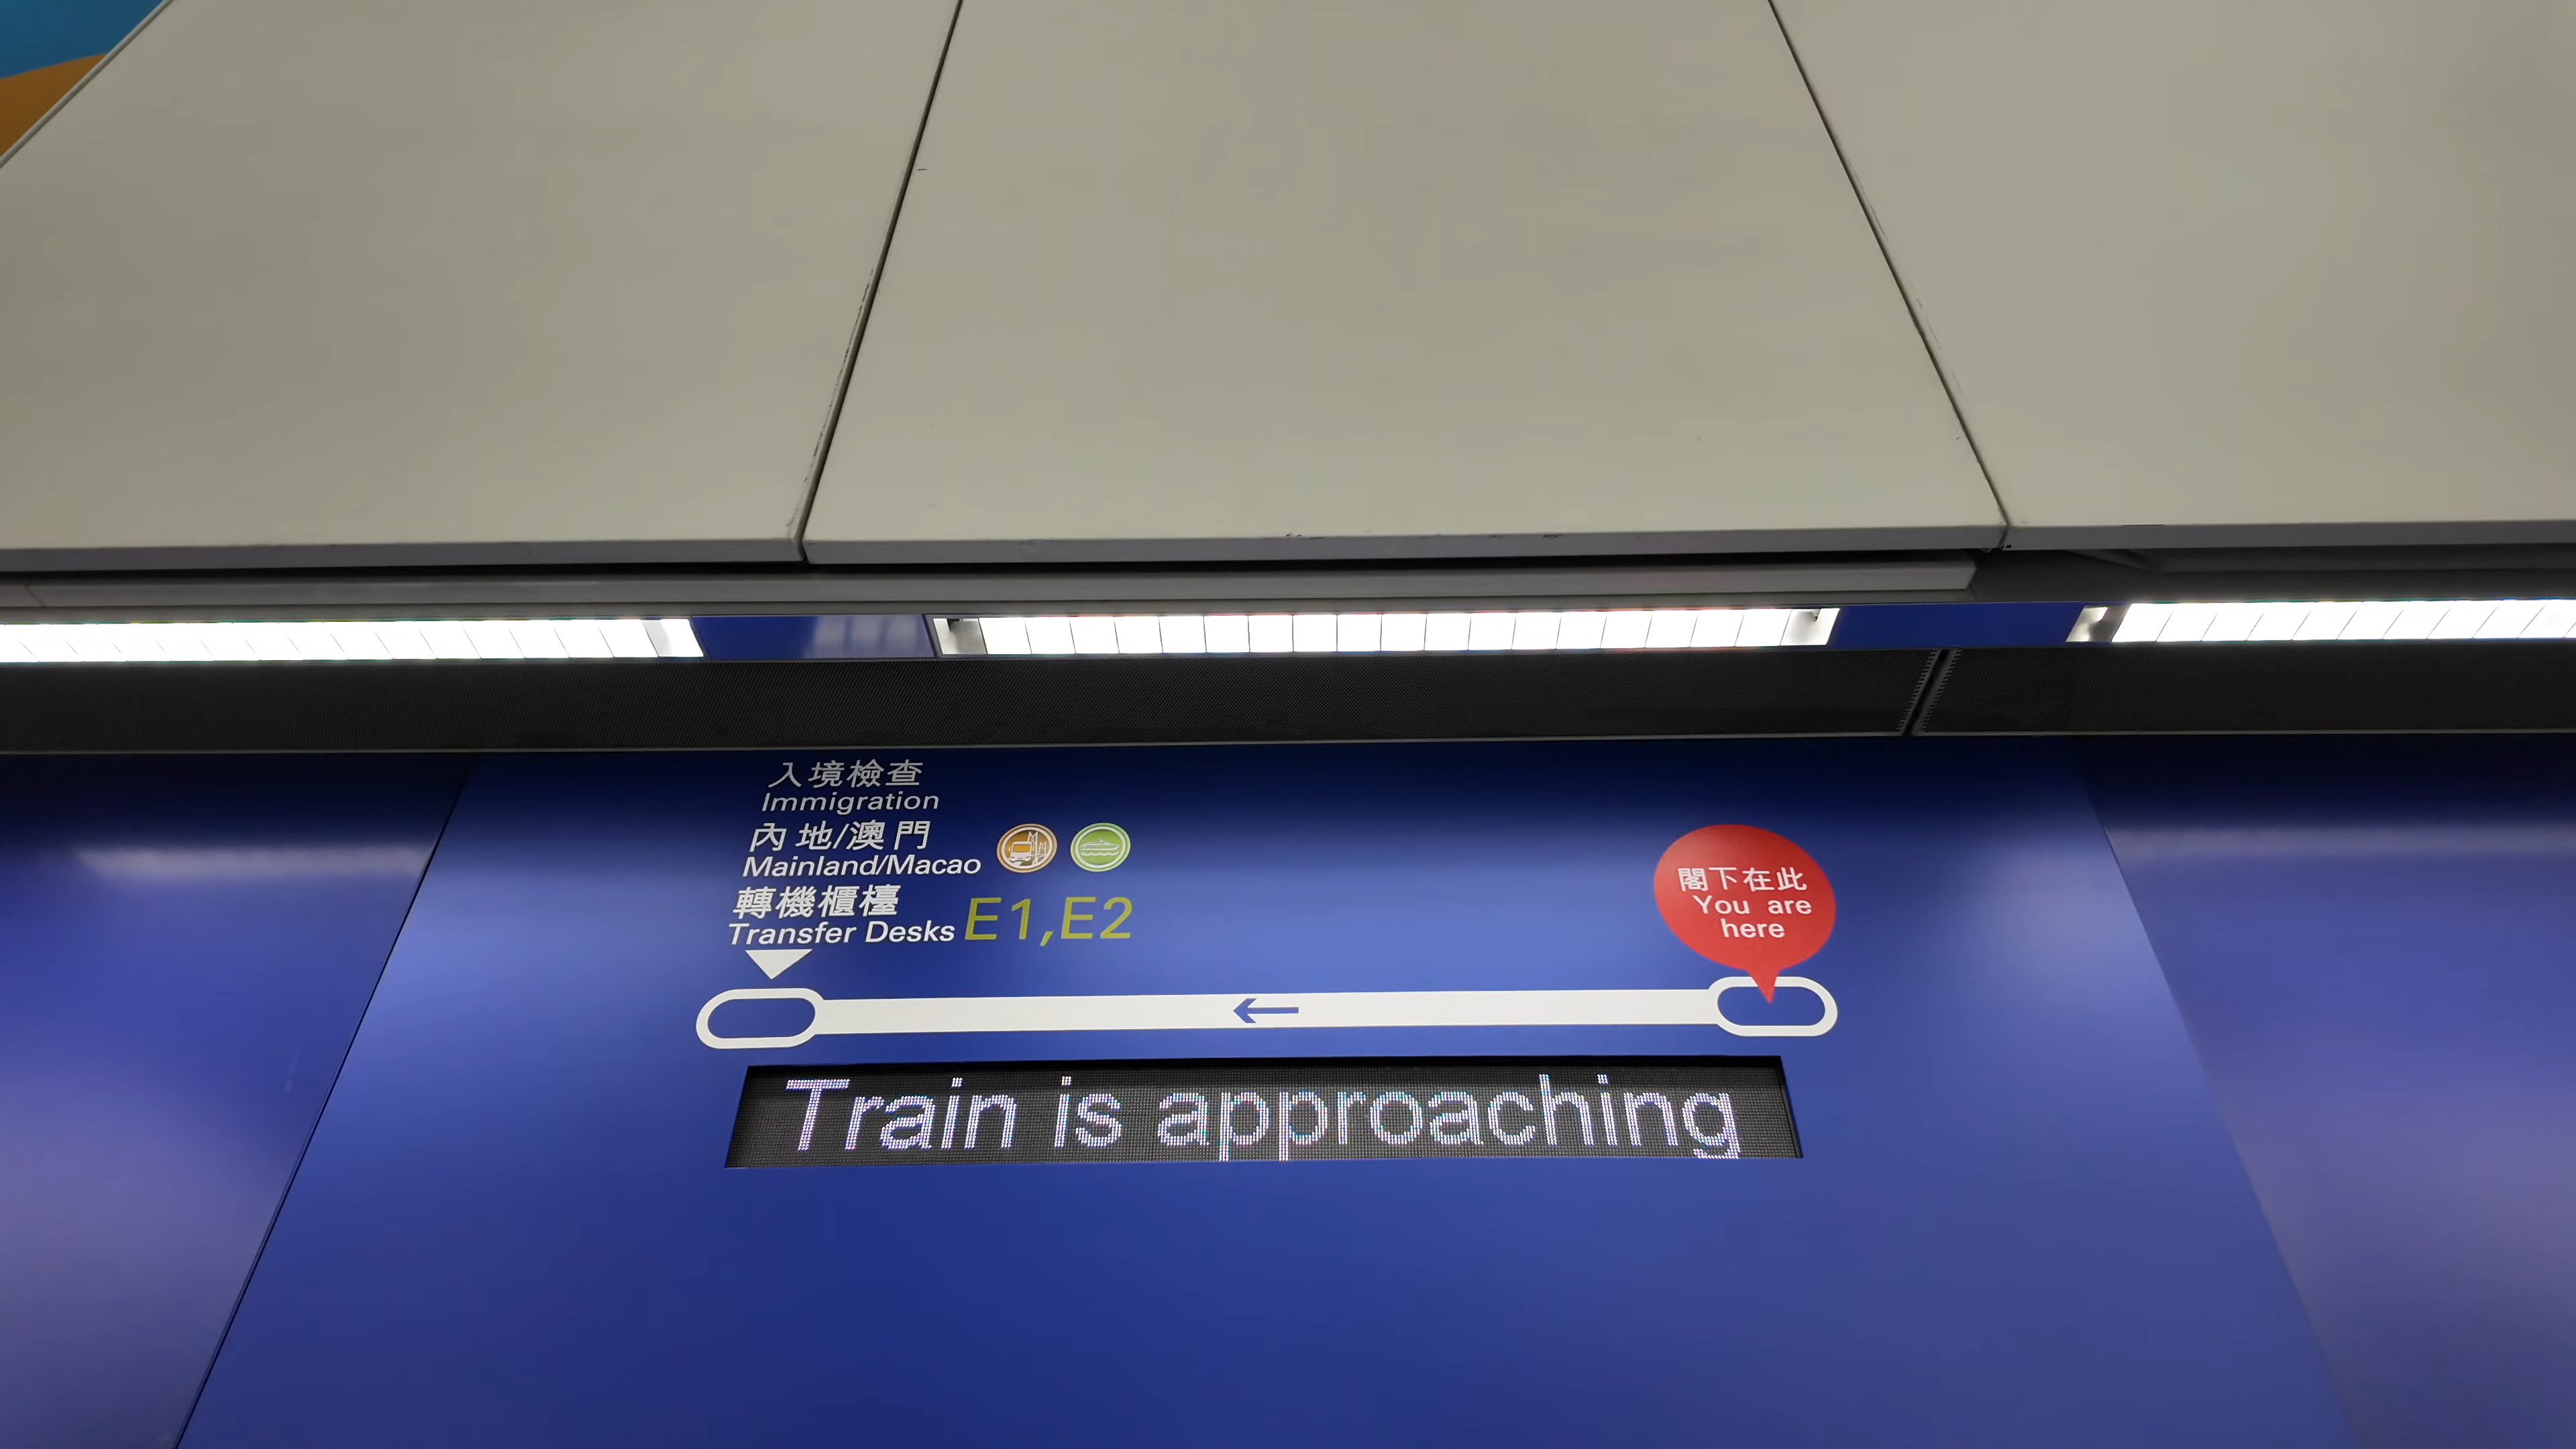 入境檢查
Immigration
內地/澳門
Mainland/Macao
轉機櫃檯
Transfer Desks E1,E2
閣下在此
You are
here
Train is approaching